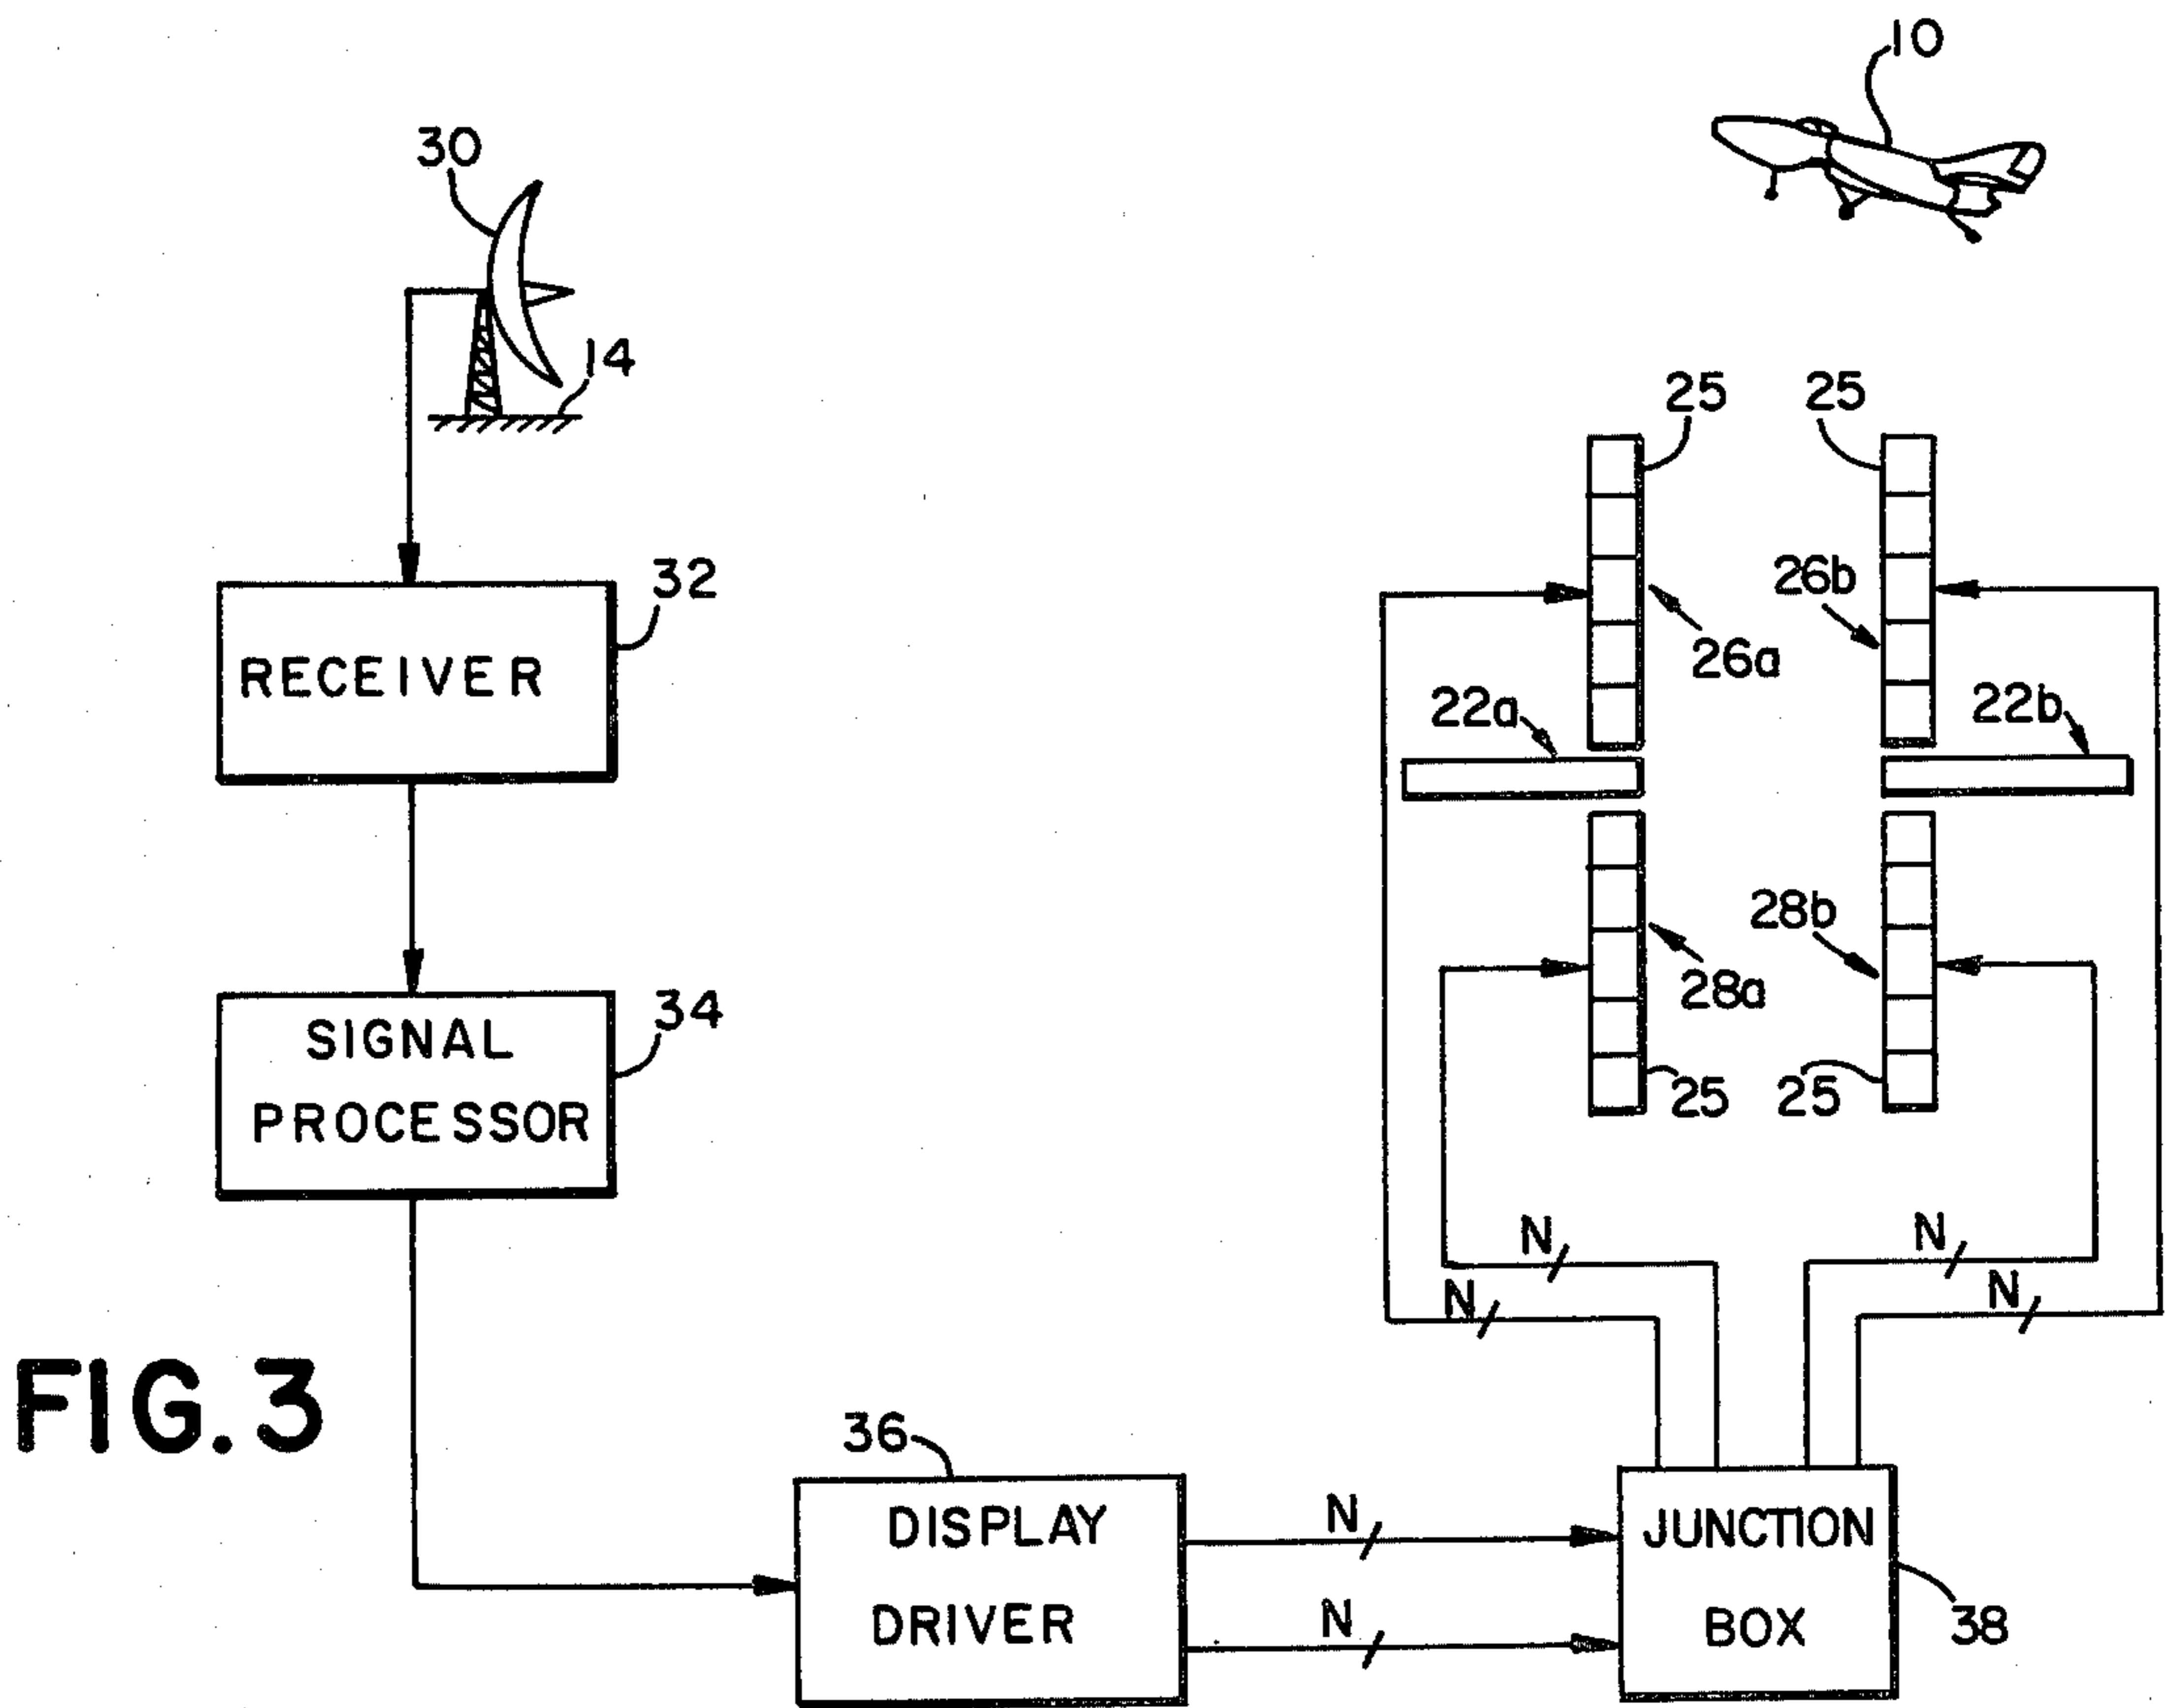 10
30
14
25 25
32
26b
26a
22a
22b
RECEIVER
28b
28a
34
SIGNAL
PROCESSOR
25 25
N
N
N
N
FIG. 3
36
DISPLAY
DRIVER
N
N
JUNCTION
BOX
38